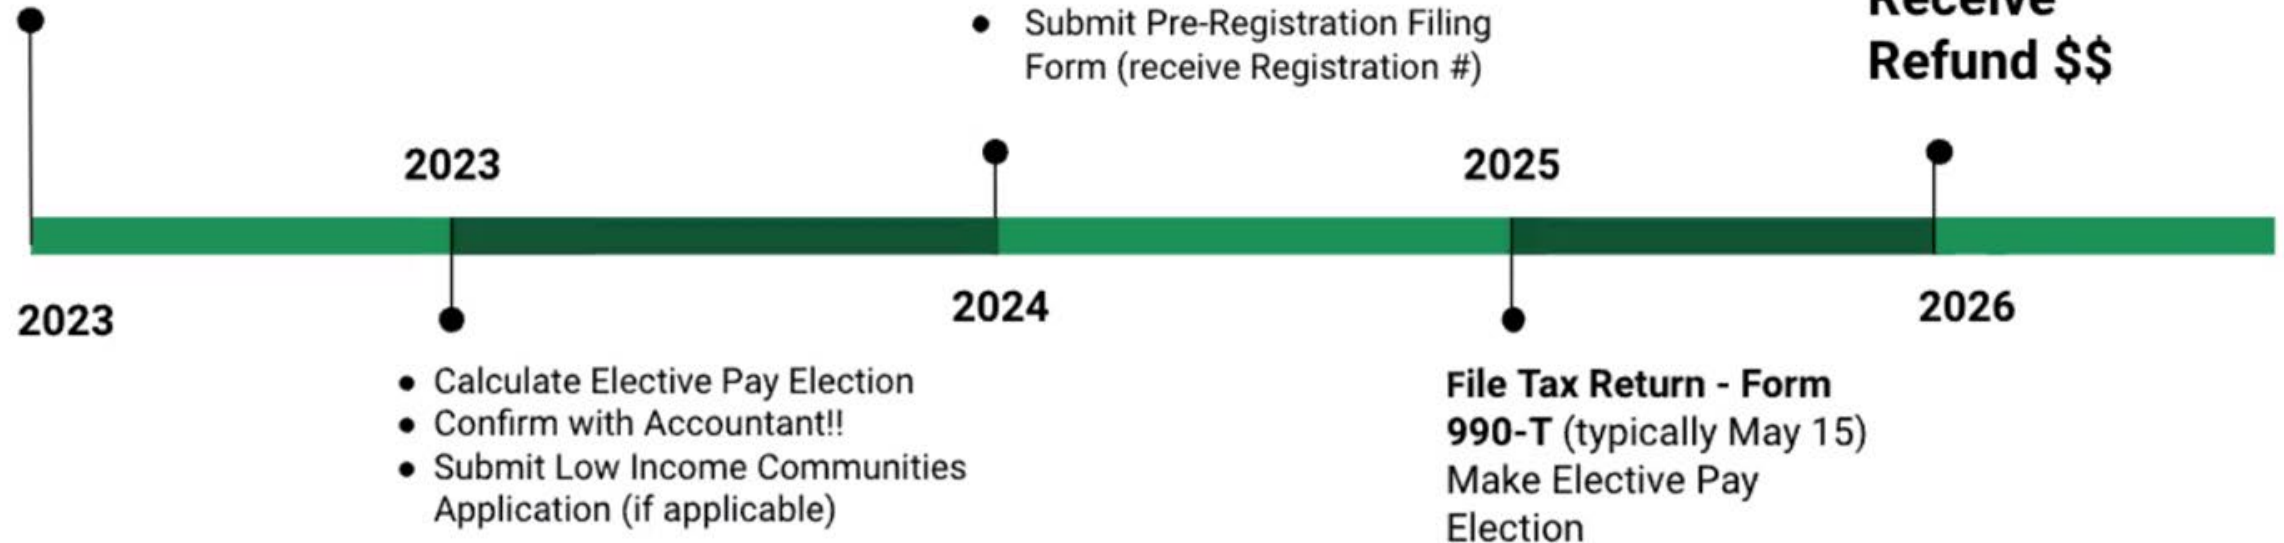 ● Submit Pre-Registration Filing
Form (receive Registration #)
Receive
Refund $$
2023
2025
2023
2024
2026
● Calculate Elective Pay Election
● Confirm with Accountant!!
● Submit Low Income Communities
Application (if applicable)
File Tax Return - Form
990-T (typically May 15)
Make Elective Pay
Election